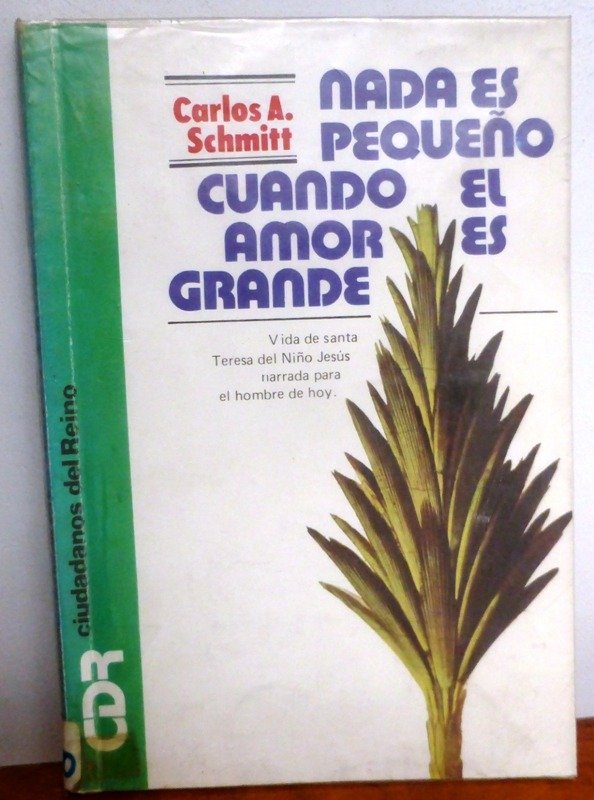 Carlos A.
Schmitt
NADA ES
PEQUEÑO
CUANDO EL
AMOR ES
GRANDE
Vida de santa
Teresa del Niño Jesús
narrada para
el hombre de hoy.
ciudadanos del Reino
CDR